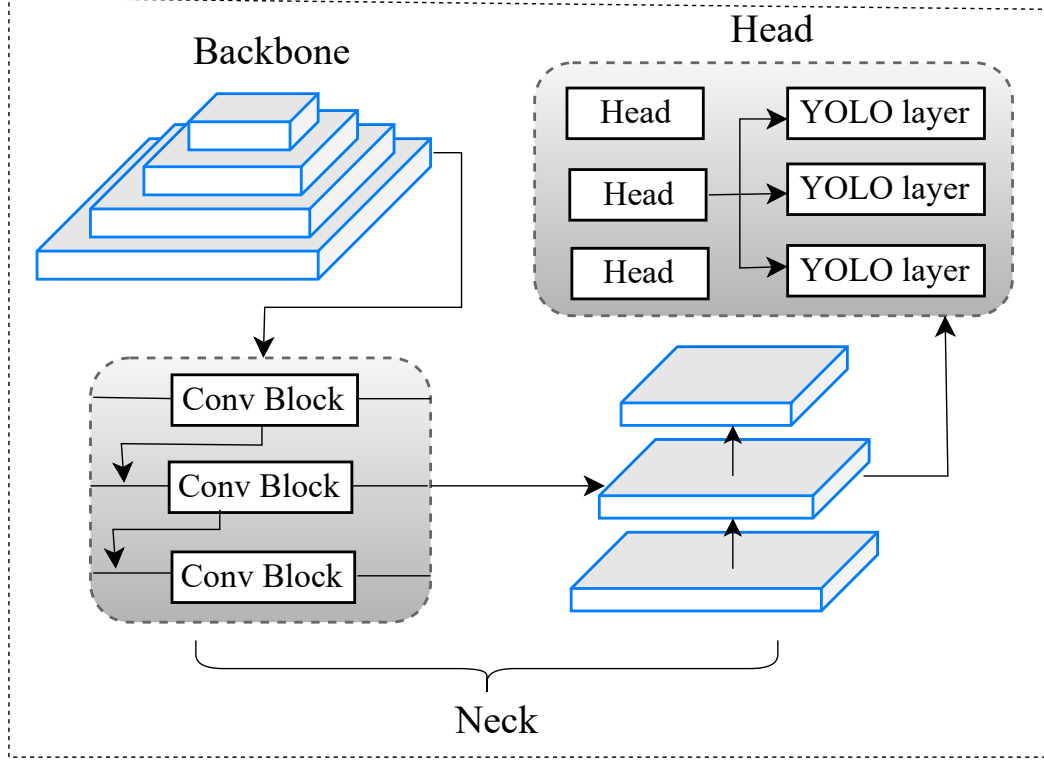 Backbone
Head
Head
YOLO layer
Head
YOLO layer
Head
YOLO layer
Conv Block
Conv Block
Conv Block
Neck